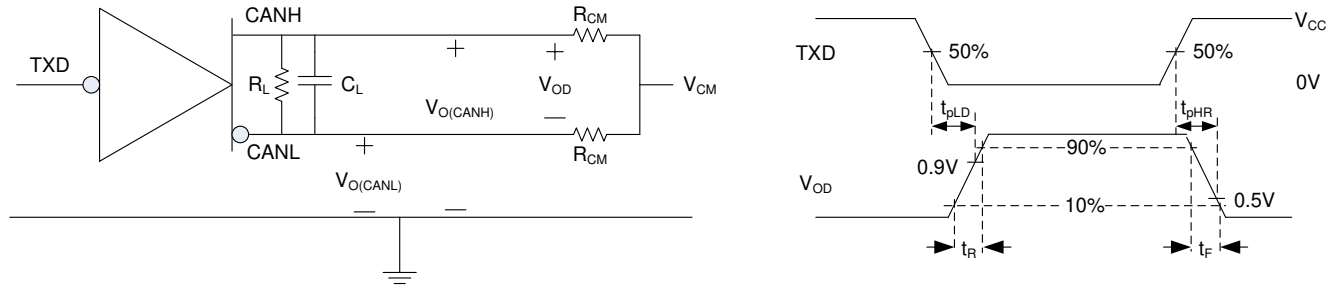 CANH
TXD
R_L
C_L
CANL
V_O(CANH)
V_O(CANL)
V_OD
R_CM
R_CM
V_CM
TXD
50%
50%
V_CC
0V
t_pLD
t_pHR
V_OD
0.9V
90%
10%
0.5V
t_R
t_F